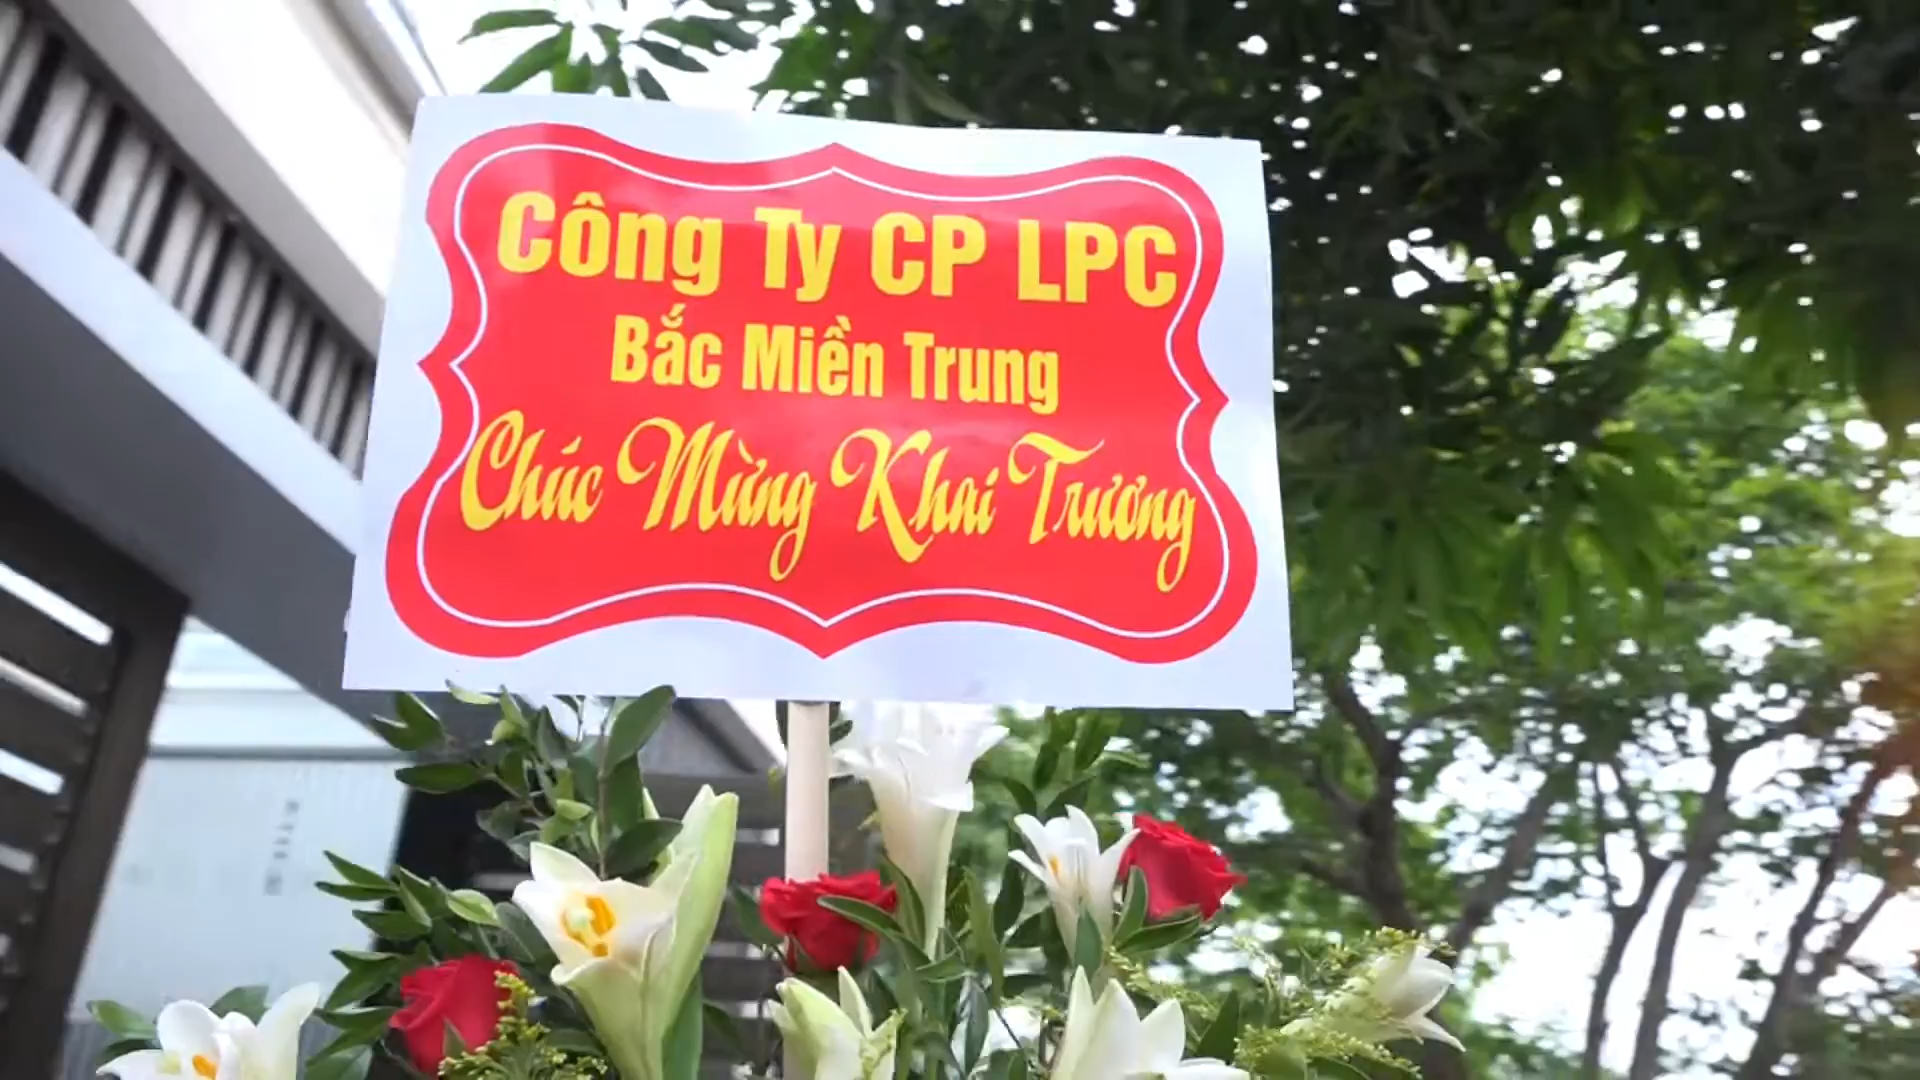 Công Ty CP LPC
Bắc Miền Trung
Chúc Mừng Khai Trương